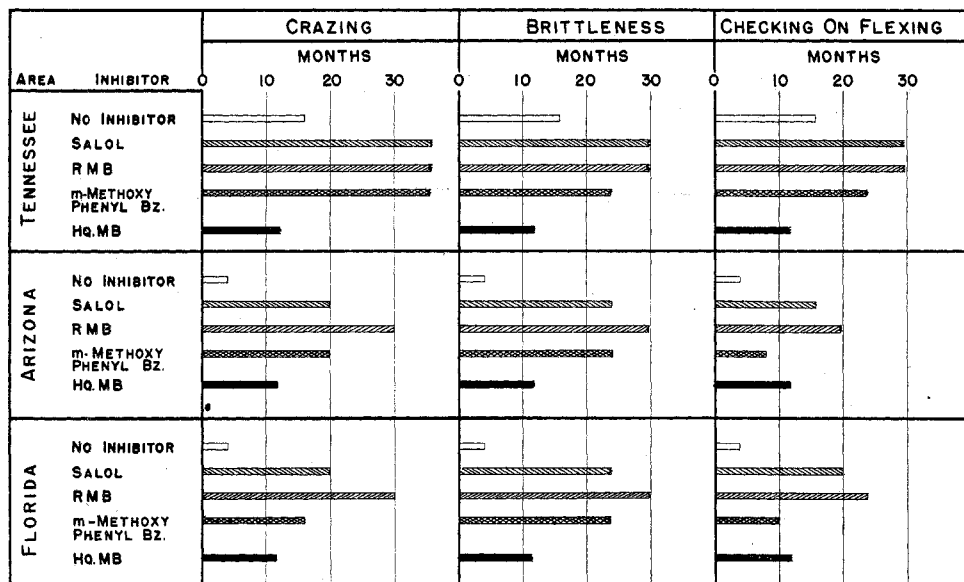 CRAZING BRITTLENESS CHECKING ON FLEXING
MONTHS MONTHS MONTHS
AREA INHIBITOR 0 10 20 30 0 10 20 30 0 10 20 30
TENNESSEE
NO INHIBITOR
SALOL
RMB
m-METHOXY
PHENYL BZ.
HQ.MB
ARIZONA
NO INHIBITOR
SALOL
RMB
m-METHOXY
PHENYL BZ.
HQ.MB
FLORIDA
NO INHIBITOR
SALOL
RMB
m-METHOXY
PHENYL BZ.
HQ.MB